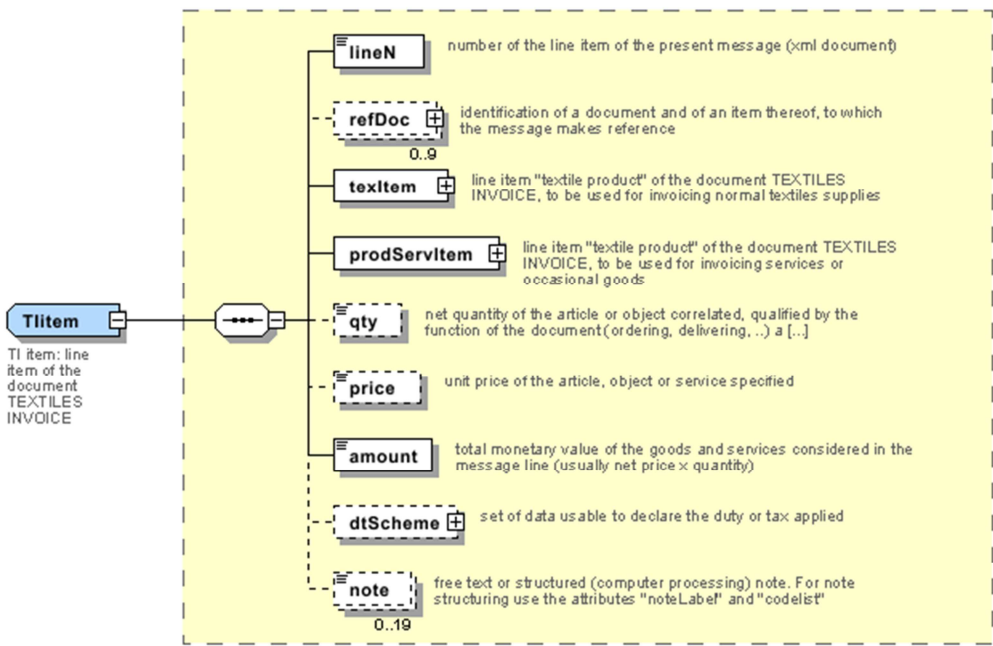 lineN
number of the line item of the present message (xml document)
refDoc
identification of a document and of an item thereof, to which
the message makes reference
0..9
texItem
line item "textile product" of the document TEXTILES
INVOICE, to be used for invoicing normal textiles supplies
prodServItem
line item "textile product" of the document TEXTILES
INVOICE, to be used for invoicing services or
occasional goods
TIitem
TI item: line
item of the
document
TEXTILES
INVOICE
qty
net quantity of the article or object correlated, qualified by the
function of the document (ordering, delivering, ..) a [...]
price
unit price of the article, object or service specified
amount
total monetary value of the goods and services considered in the
message line (usually net price x quantity)
dtScheme
set of data usable to declare the duty or tax applied
note
free text or structured (computer processing) note. For note
structuring use the attributes "noteLabel" and "codelist"
0..19